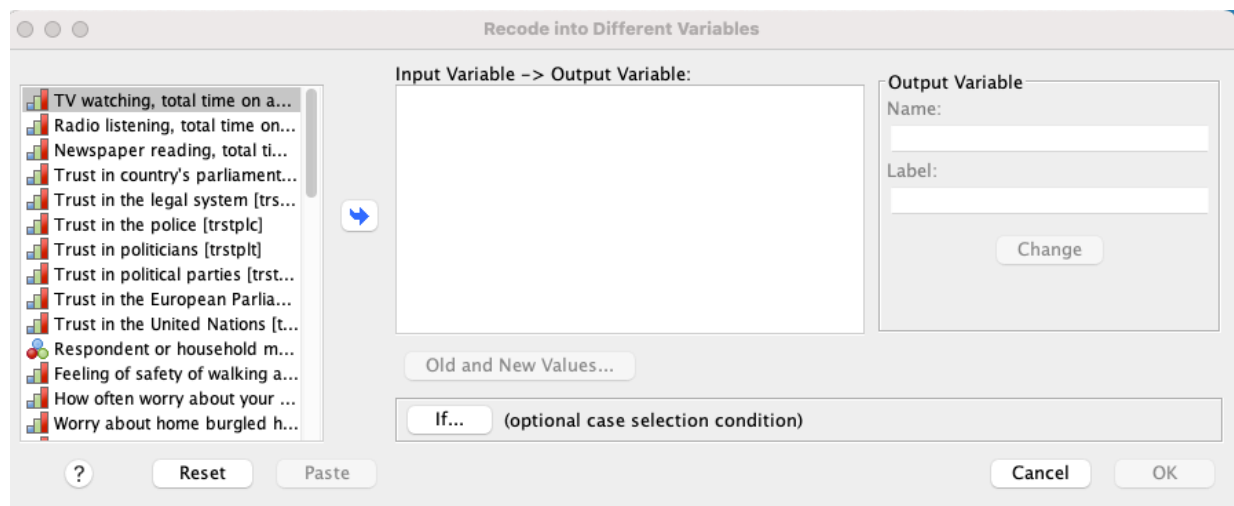 Recode into Different Variables
TV watching, total time on a...
Radio listening, total time on...
Newspaper reading, total ti...
Trust in country's parliament...
Trust in the legal system [trs...
Trust in the police [trstplc]
Trust in politicians [trstplt]
Trust in political parties [trst...
Trust in the European Parlia...
Trust in the United Nations [t...
Respondent or household m...
Feeling of safety of walking a...
How often worry about your ...
Worry about home burgled h...
Input Variable -> Output Variable:
Old and New Values...
If... (optional case selection condition)
Output Variable
Name:
Label:
Change
? Reset Paste Cancel OK